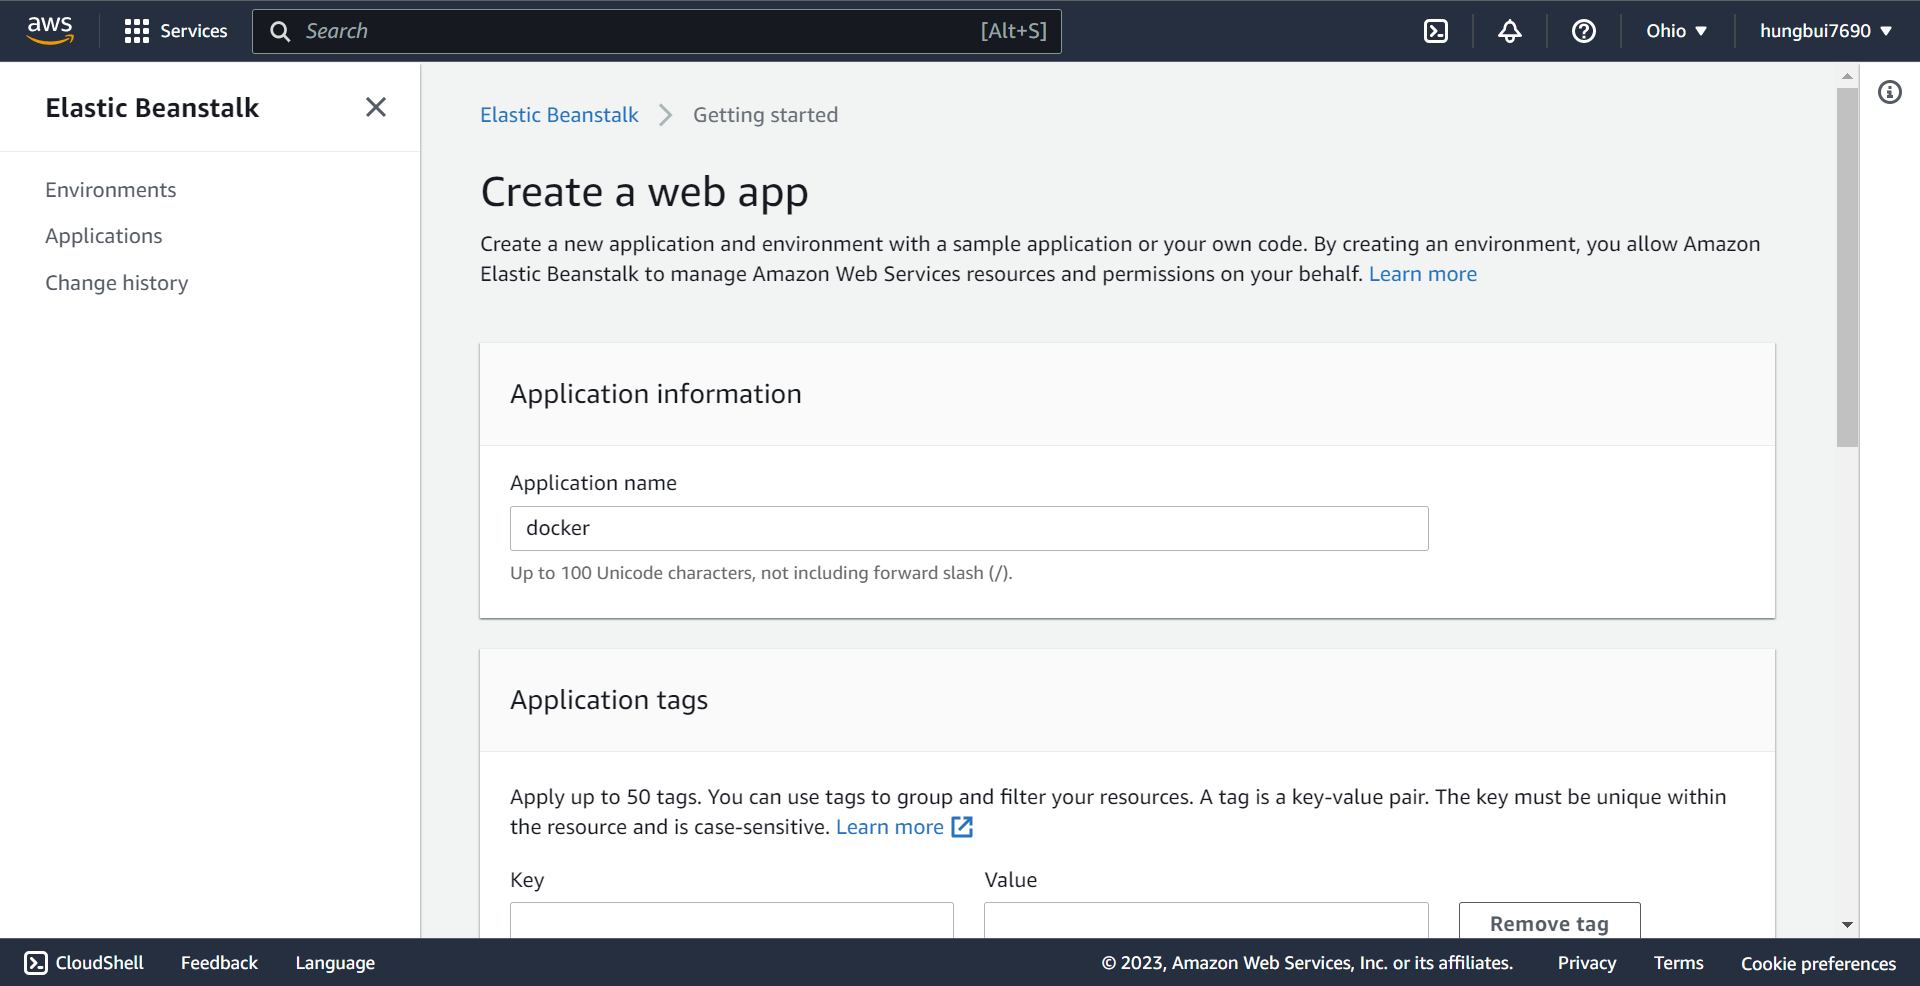 aws Services Search [Alt+S] Ohio ▼ hungbui7690 ▼
Elastic Beanstalk
Environments
Applications
Change history
Elastic Beanstalk Getting started
Create a web app
Create a new application and environment with a sample application or your own code. By creating an environment, you allow Amazon
Elastic Beanstalk to manage Amazon Web Services resources and permissions on your behalf. Learn more
Application information
Application name
docker
Up to 100 Unicode characters, not including forward slash (/).
Application tags
Apply up to 50 tags. You can use tags to group and filter your resources. A tag is a key-value pair. The key must be unique within
the resource and is case-sensitive. Learn more
Key Value
Remove tag
CloudShell Feedback Language © 2023, Amazon Web Services, Inc. or its affiliates. Privacy Terms Cookie preferences